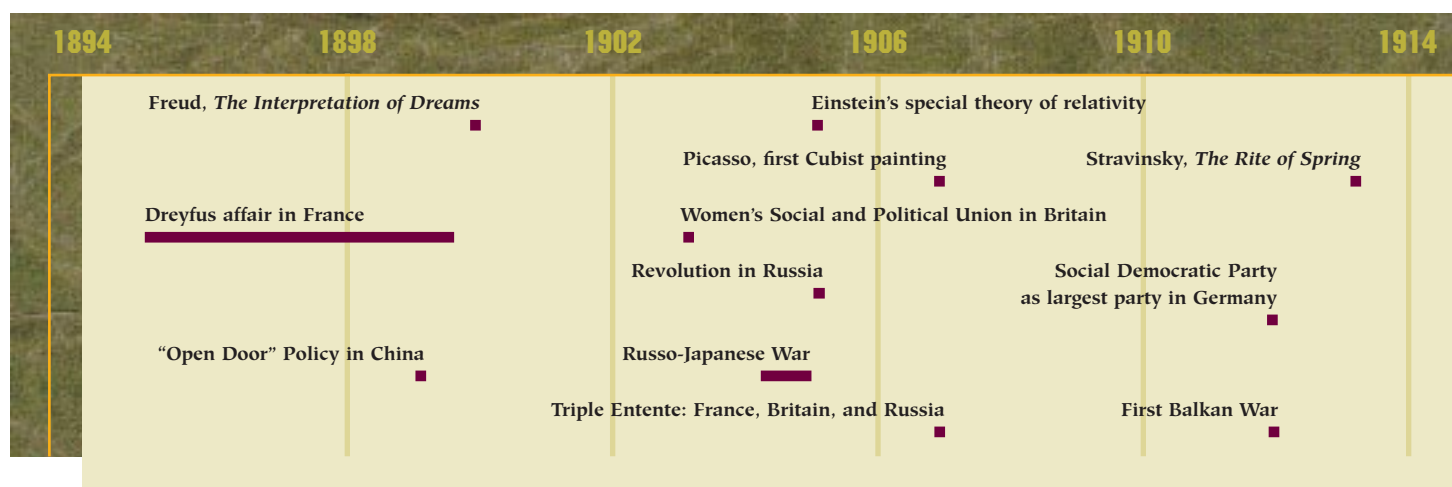 1894 1898 1902 1906 1910 1914
Freud, The Interpretation of Dreams
Einstein’s special theory of relativity
Picasso, first Cubist painting
Stravinsky, The Rite of Spring
Dreyfus affair in France
Women’s Social and Political Union in Britain
Revolution in Russia
Social Democratic Party
as largest party in Germany
“Open Door” Policy in China
Russo-Japanese War
Triple Entente: France, Britain, and Russia
First Balkan War